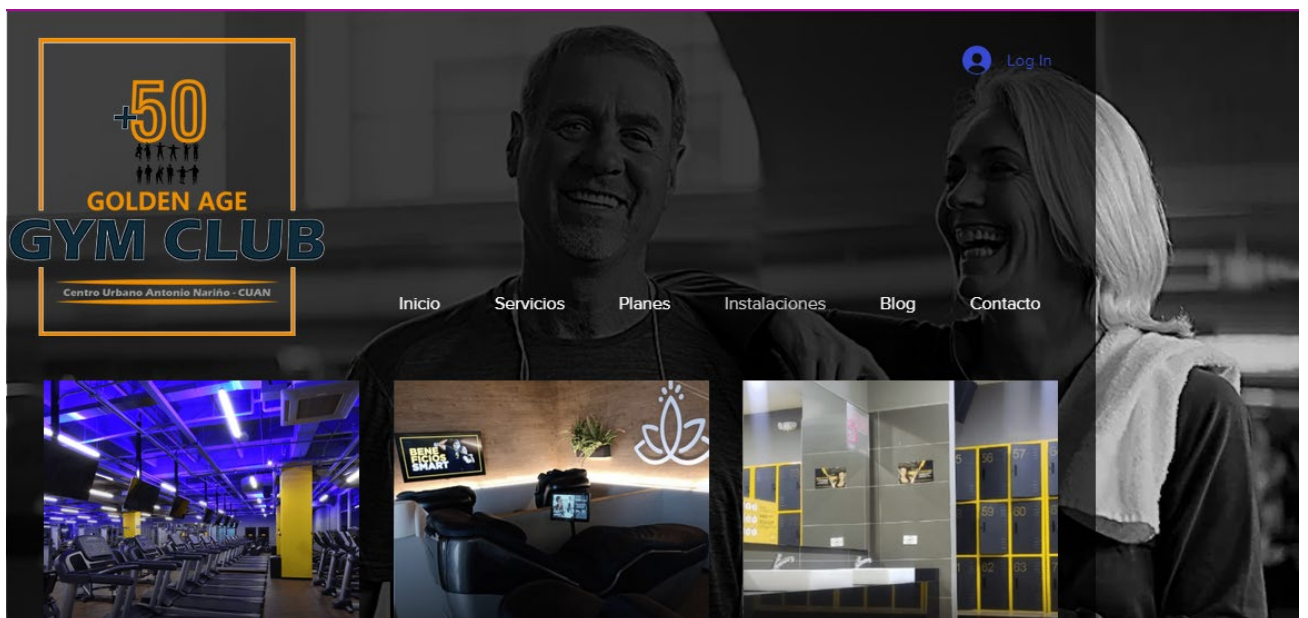 +50
GOLDEN AGE
GYM CLUB
Centro Urbano Antonio Nariño - CUAN
Log In
Inicio Servicios Planes Instalaciones Blog Contacto
BENE
FICIOS
SMART
56 57
59 60
62 63